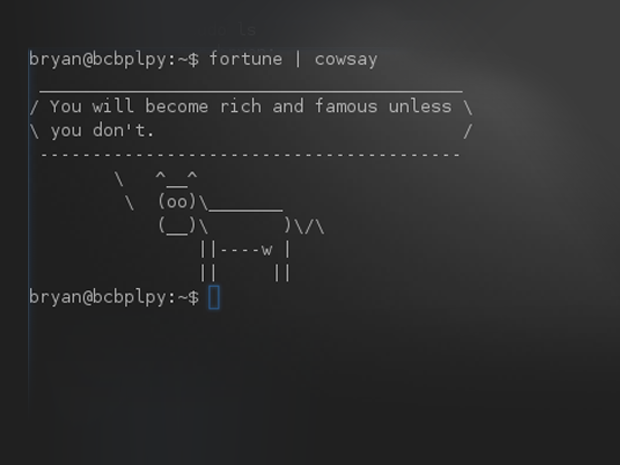 bryan@bcbplpy:~$ fortune | cowsay
 ________________________________________
/ You will become rich and famous unless \
\ you don't.                             /
 ----------------------------------------
        \   ^__^
         \  (oo)\_______
            (__)\       )\/\
                ||----w |
                ||     ||
bryan@bcbplpy:~$